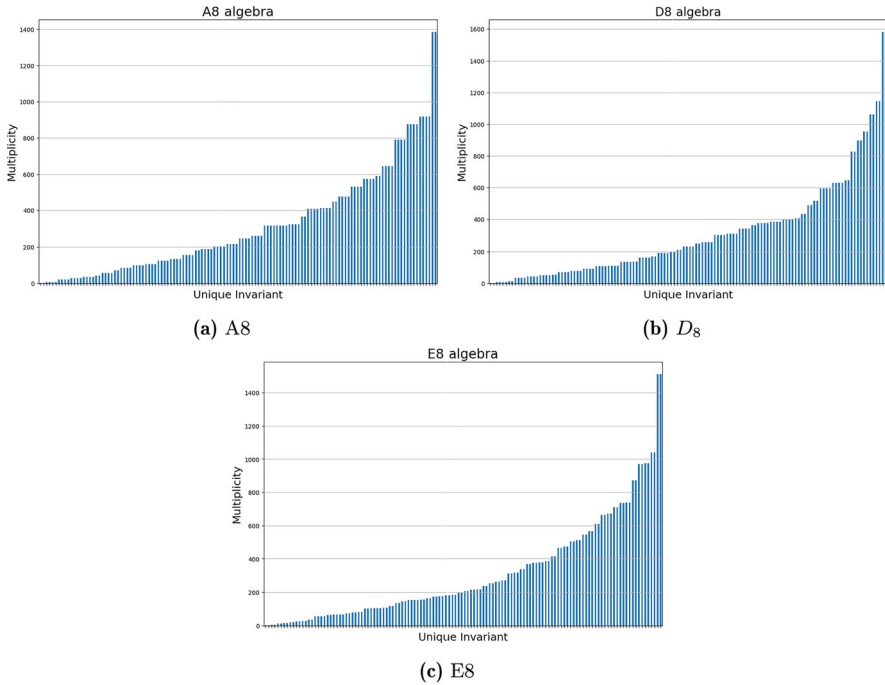 A8 algebra
1400
1200
1000
800
600
400
200
0
Multiplicity
Unique Invariant
(a) A8
D8 algebra
1600
1400
1200
1000
800
600
400
200
0
Multiplicity
Unique Invariant
(b) D₈
E8 algebra
1400
1200
1000
800
600
400
200
0
Multiplicity
Unique Invariant
(c) E8